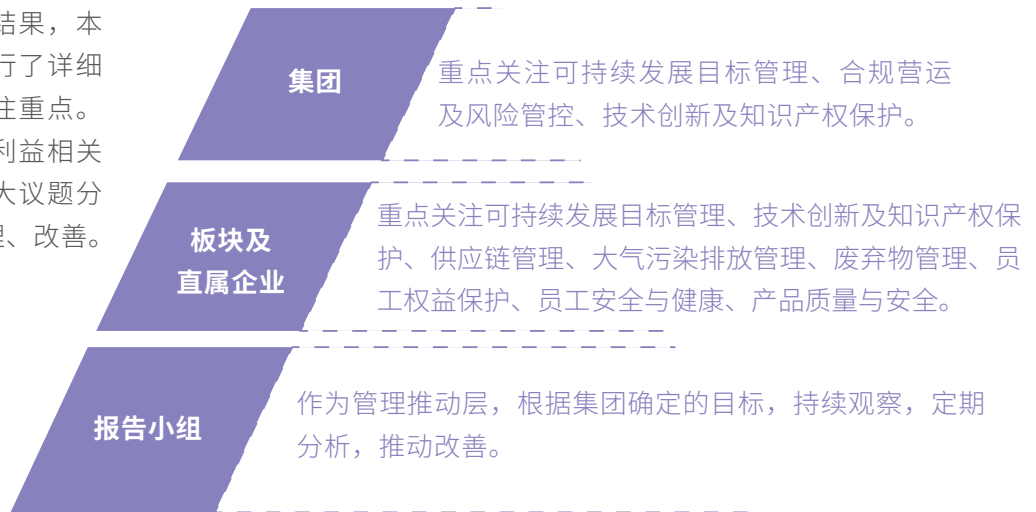 结果，本
行了详细
注重点。
利益相关
大议题分
理、改善。
集团
重点关注可持续发展目标管理、合规营运
及风险管控、技术创新及知识产权保护。
板块及
直属企业
重点关注可持续发展目标管理、技术创新及知识产权保
护、供应链管理、大气污染排放管理、废弃物管理、员
工权益保护、员工安全与健康、产品质量与安全。
报告小组
作为管理推动层，根据集团确定的目标，持续观察，定期
分析，推动改善。